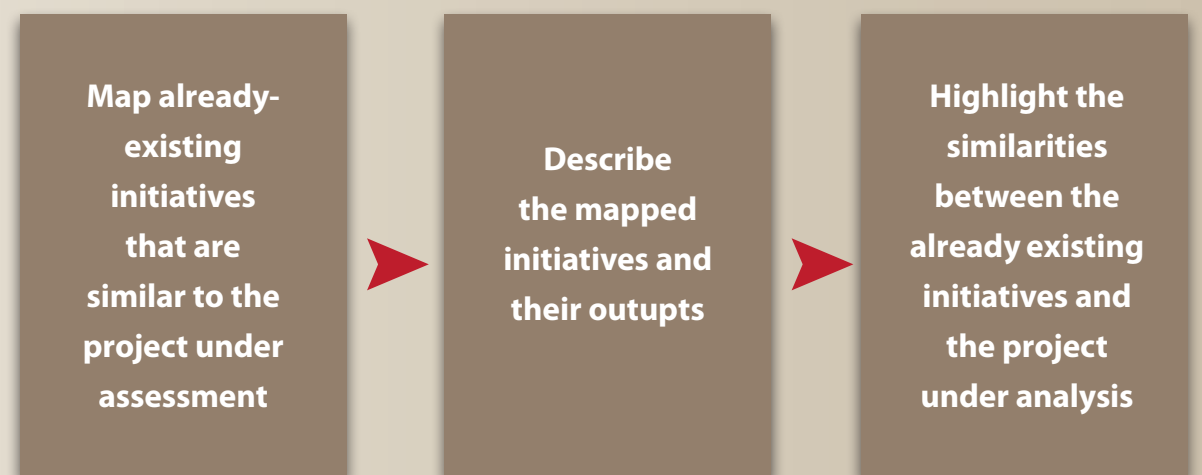 Map already-
existing
initiatives
that are
similar to the
project under
assessment
Describe
the mapped
initiatives and
their outupts
Highlight the
similarities
between the
already existing
initiatives and
the project
under analysis